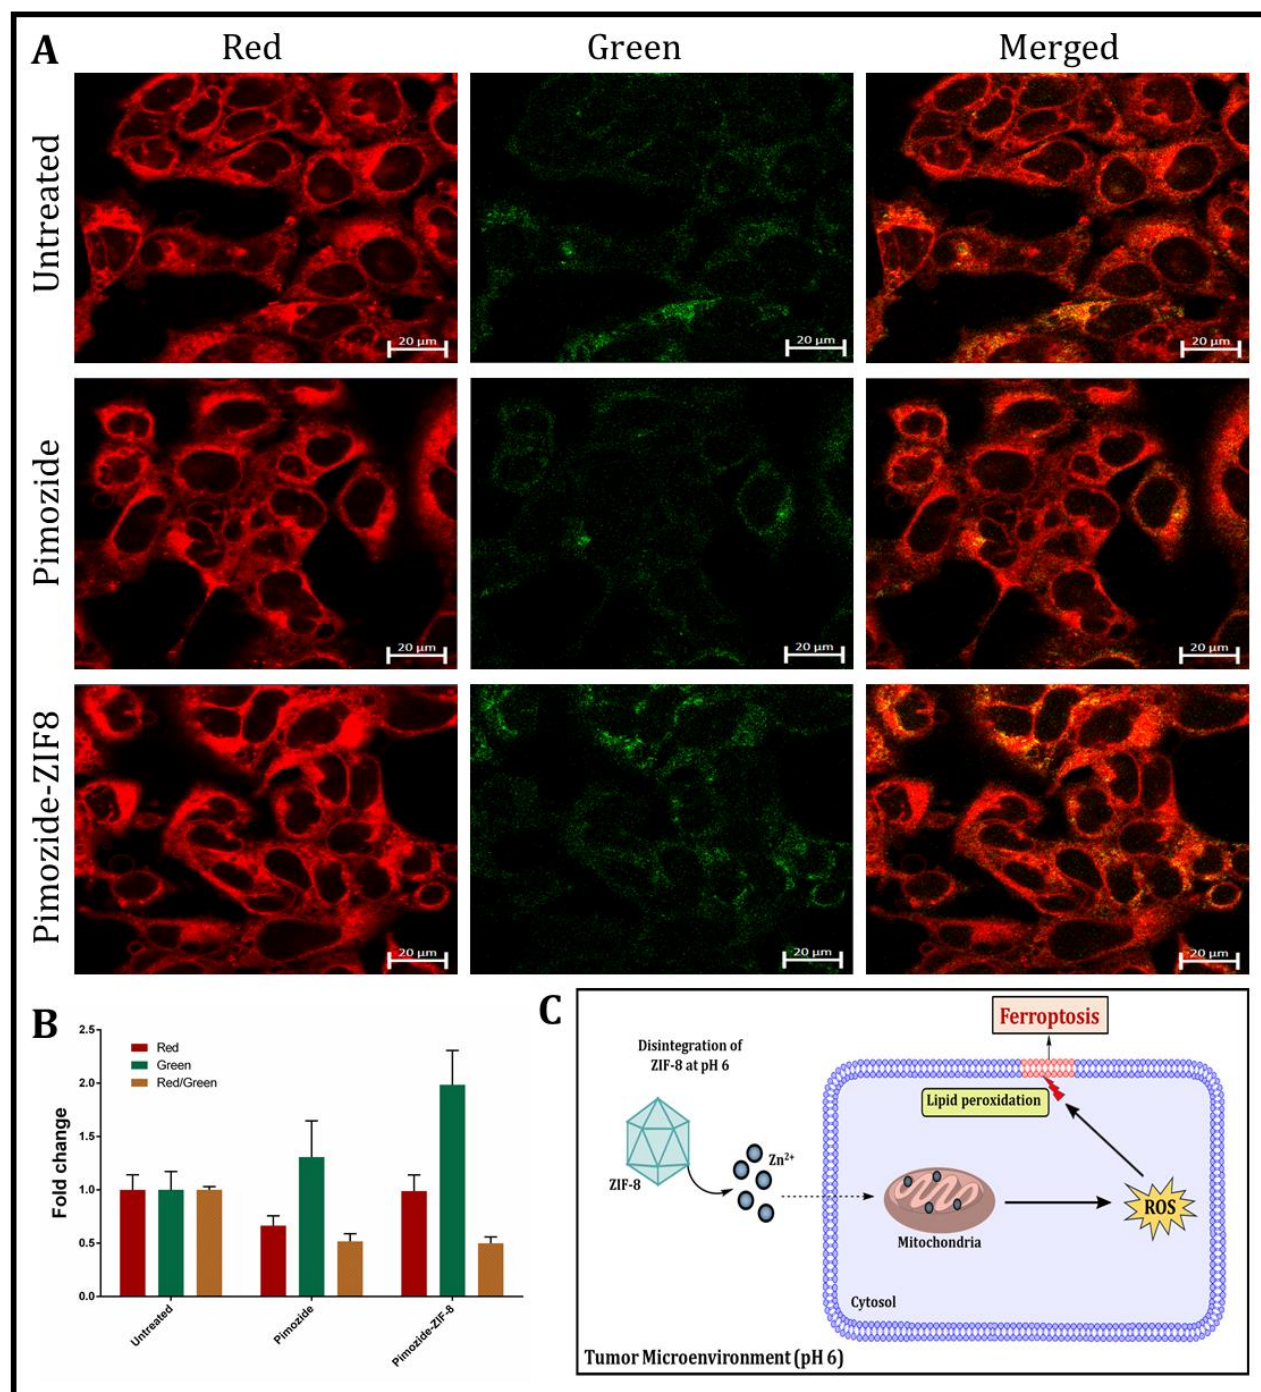 A
Red
Green
Merged
Untreated
20 µm
20 µm
20 µm
Pimozide
20 µm
20 µm
20 µm
Pimozide-ZIF8
20 µm
20 µm
20 µm
B
Fold change
2.5
2.0
1.5
1.0
0.5
0.0
Red
Green
Red/Green
Untreated
Pimozide
Pimozide-ZIF-8
C
Ferroptosis
Disintegration of
ZIF-8 at pH 6
Lipid peroxidation
Zn²⁺
ZIF-8
ROS
Mitochondria
Cytosol
Tumor Microenvironment (pH 6)